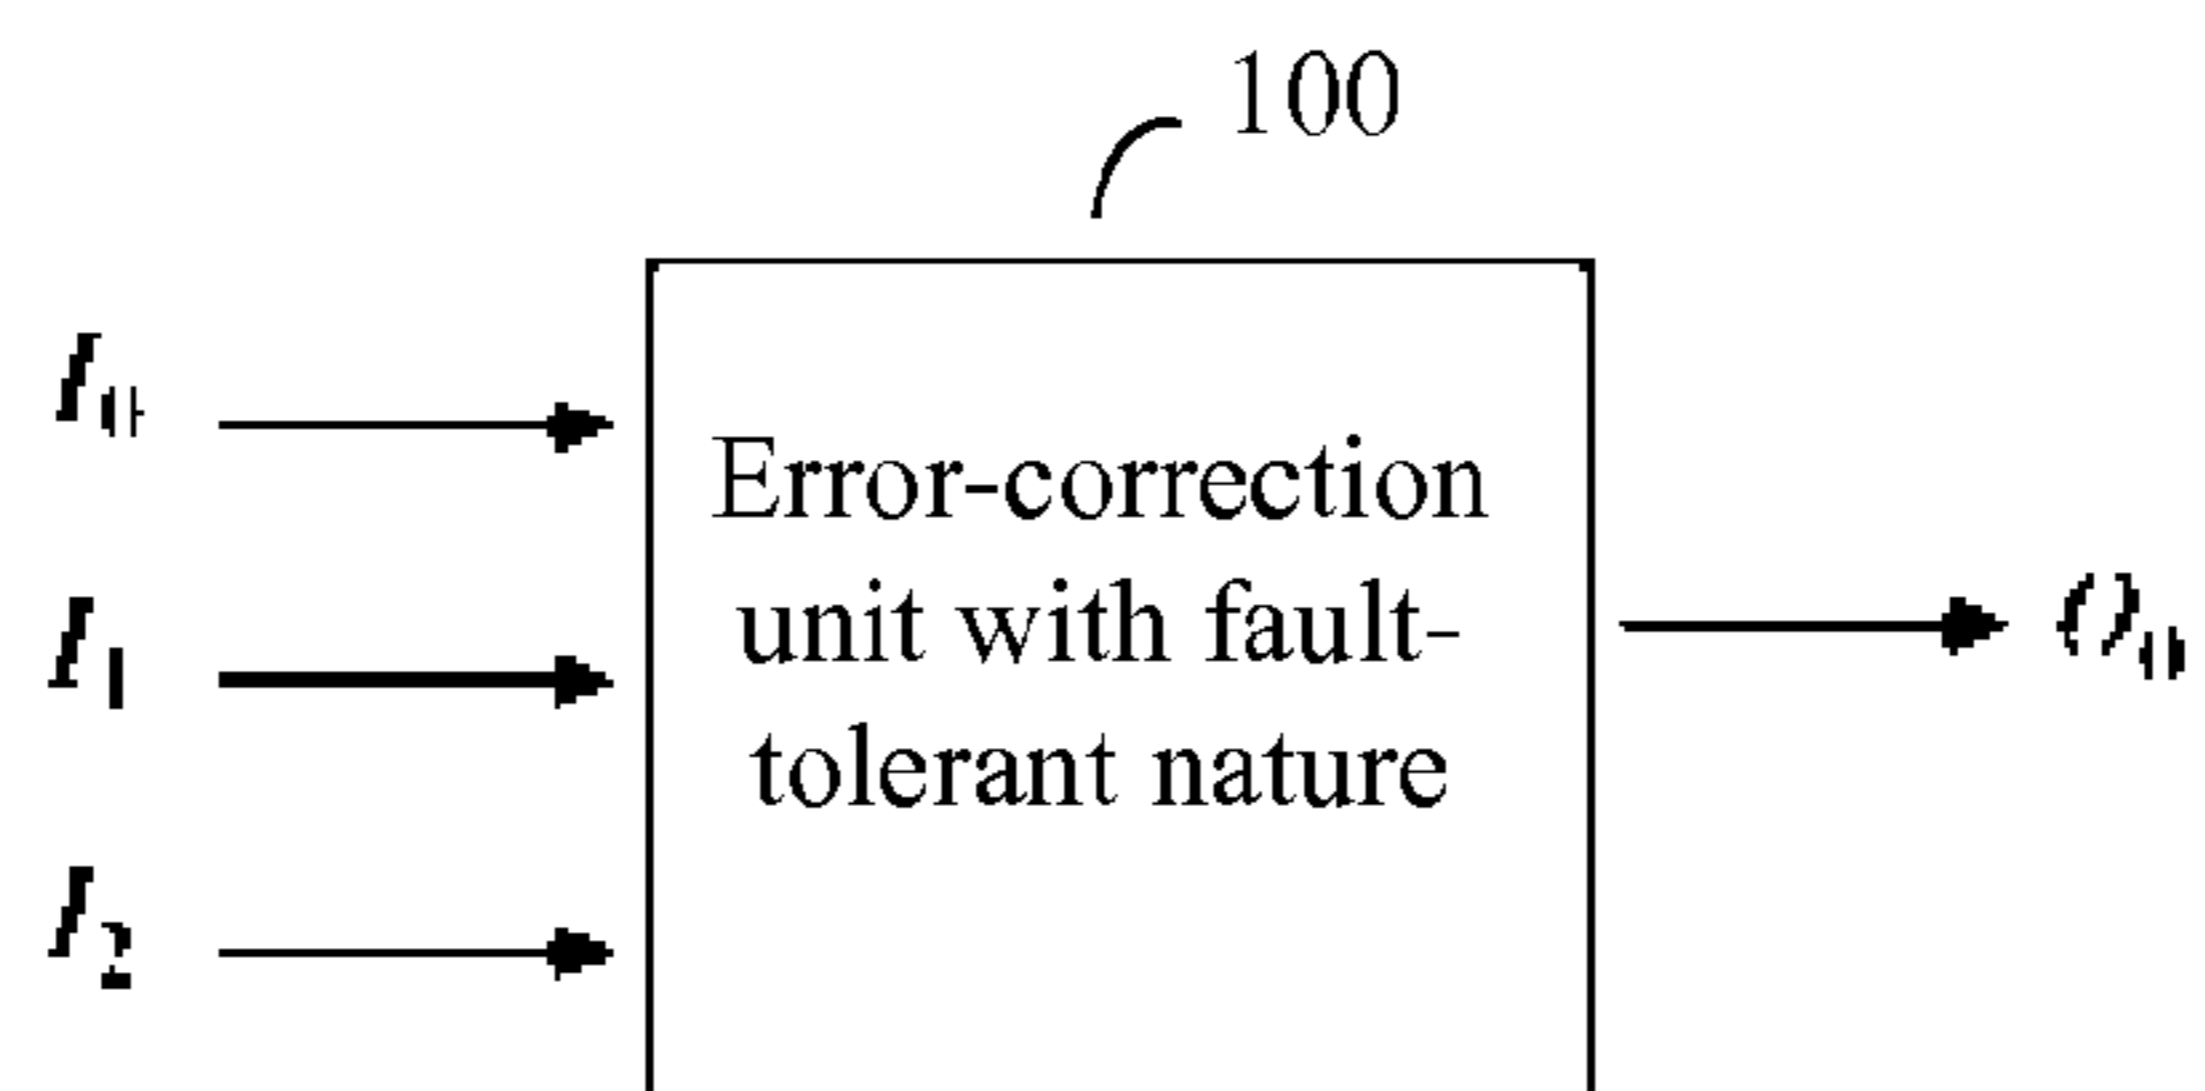 100
I₀
Error-correction
unit with fault-
tolerant nature
I₁
O₀
I₂